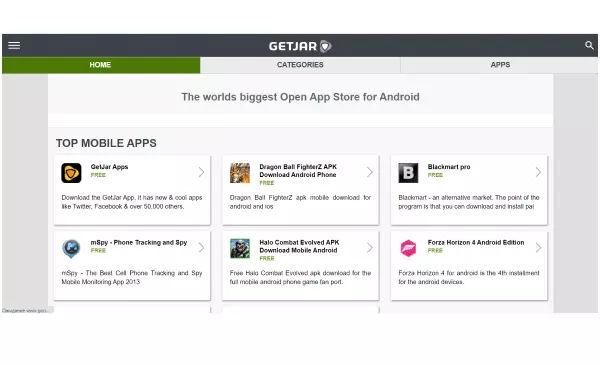 GETJAR
HOME
CATEGORIES
APPS
The worlds biggest Open App Store for Android
TOP MOBILE APPS
GetJar Apps
FREE
Download the GetJar App, it has new & cool apps
like Twitter, Facebook & over 50,000 others.
Dragon Ball FighterZ APK
Download Android Phone
FREE
Dragon Ball FighterZ apk mobile download for
android and ios
Blackmart pro
FREE
Blackmart - an alternative market. The point of
the program is that you can download and install pai
mSpy - Phone Tracking and Spy
FREE
mSpy - The Best Cell Phone Tracking and Spy
Mobile Monitoring App 2013
Halo Combat Evolved APK
Download Mobile Android
FREE
Free Halo Combat Evolved apk download for the
full mobile android phone game fan port.
Forza Horizon 4 Android Edition
FREE
Forza Horizon 4 for android is the 4th installment
for the android devices.